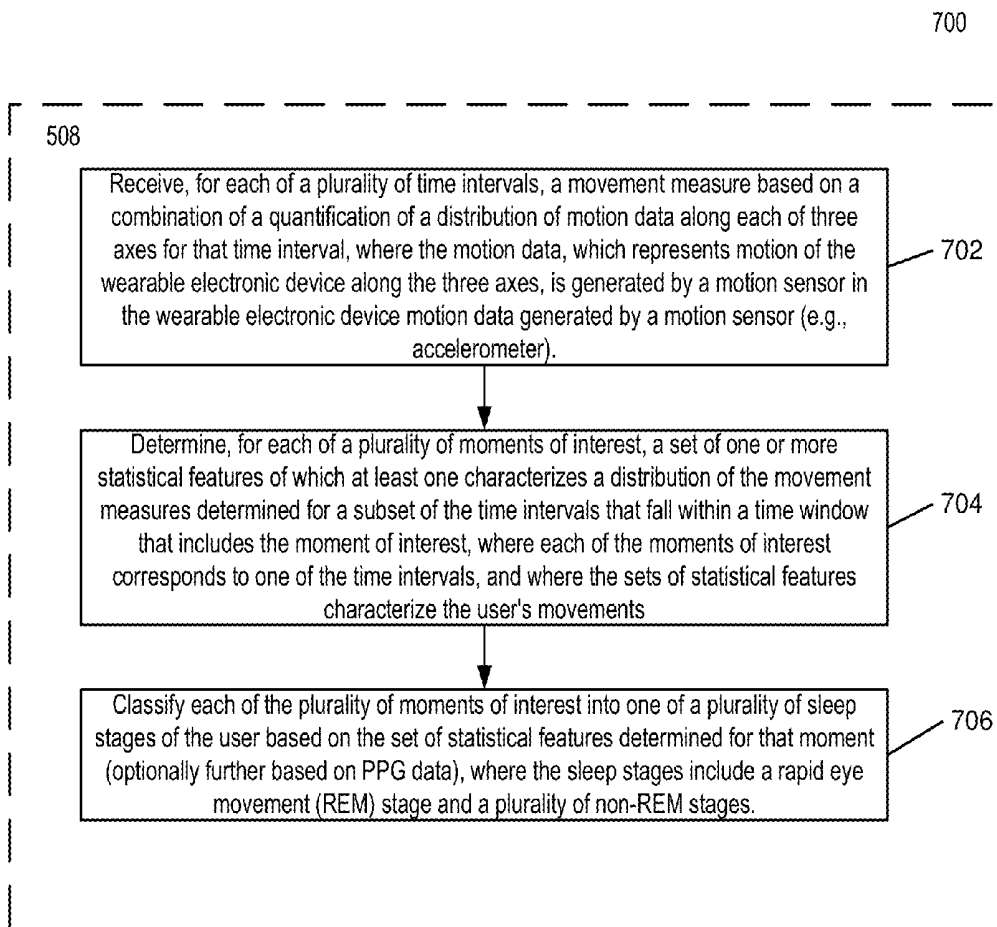 700
508
Receive, for each of a plurality of time intervals, a movement measure based on a
combination of a quantification of a distribution of motion data along each of three
axes for that time interval, where the motion data, which represents motion of the
wearable electronic device along the three axes, is generated by a motion sensor in
the wearable electronic device motion data generated by a motion sensor (e.g.,
accelerometer).
702
Determine, for each of a plurality of moments of interest, a set of one or more
statistical features of which at least one characterizes a distribution of the movement
measures determined for a subset of the time intervals that fall within a time window
that includes the moment of interest, where each of the moments of interest
corresponds to one of the time intervals, and where the sets of statistical features
characterize the user's movements
704
Classify each of the plurality of moments of interest into one of a plurality of sleep
stages of the user based on the set of statistical features determined for that moment
(optionally further based on PPG data), where the sleep stages include a rapid eye
movement (REM) stage and a plurality of non-REM stages.
706